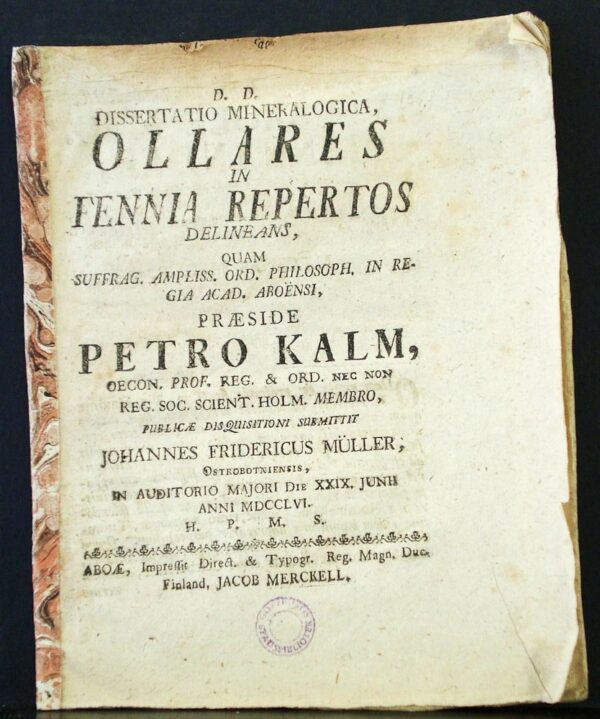 D. D.
DISSERTATIO MINERALOGICA,
OLLARES
IN
FENNIA REPERTOS
DELINEANS,
QUAM
SUFFRAG. AMPLISS. ORD. PHILOSOPH. IN RE-
GIA ACAD. ABOËNSI,
PRÆSIDE
PETRO KALM,
OECON. PROF. REG. & ORD. NEC NON
REG. SOC. SCIENT. HOLM. MEMBRO,
PUBLICÆ DISQUISITIONI SUBMITTIT
JOHANNES FRIDERICUS MÜLLER,
OSTROBOTNIENSIS,
IN AUDITORIO MAJORI DIE XXIX. JUNII
ANNI MDCCLVI.
H. P. M. S.
ABOÆ, Impressit Direct. & Typogr. Reg. Magn. Duc.
Finland, JACOB MERCKELL.